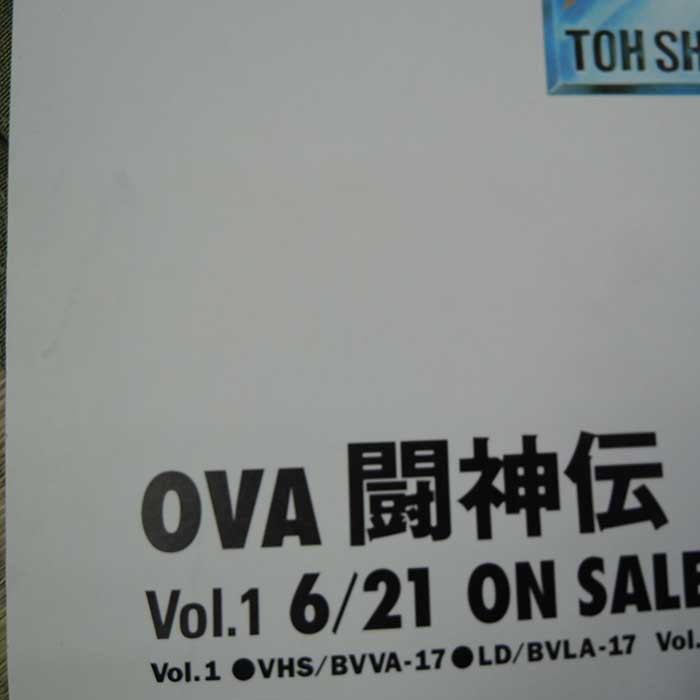 TOH SH
OVA 闘神伝
Vol.1 6/21 ON SALE
Vol.1 ●VHS/BVVA-17●LD/BVLA-17 Vol.